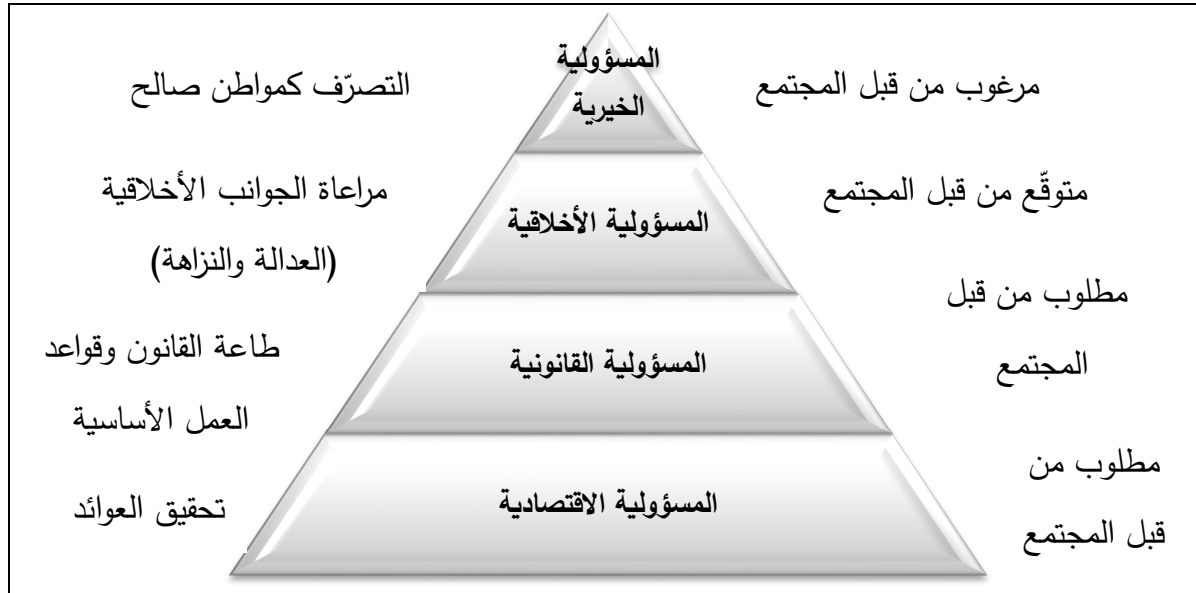 المسؤولية
الخيرية
مرغوب من قبل المجتمع
التصرّف كمواطن صالح
متوقّع من قبل المجتمع
المسؤولية الأخلاقية
مراعاة الجوانب الأخلاقية
(العدالة والنزاهة)
مطلوب من قبل
المجتمع
المسؤولية القانونية
طاعة القانون وقواعد
العمل الأساسية
مطلوب من
قبل المجتمع
المسؤولية الاقتصادية
تحقيق العوائد